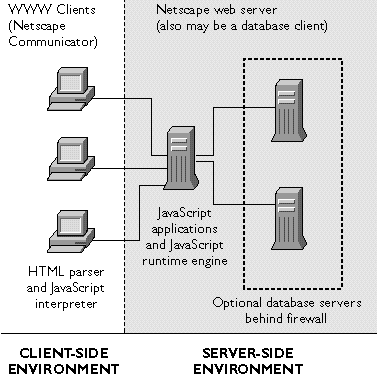 WWW Clients
(Netscape
Communicator)
Netscape web server
(also may be a database client)
JavaScript
applications
and JavaScript
runtime engine
HTML parser
and JavaScript
interpreter
Optional database servers
behind firewall
CLIENT-SIDE
ENVIRONMENT
SERVER-SIDE
ENVIRONMENT